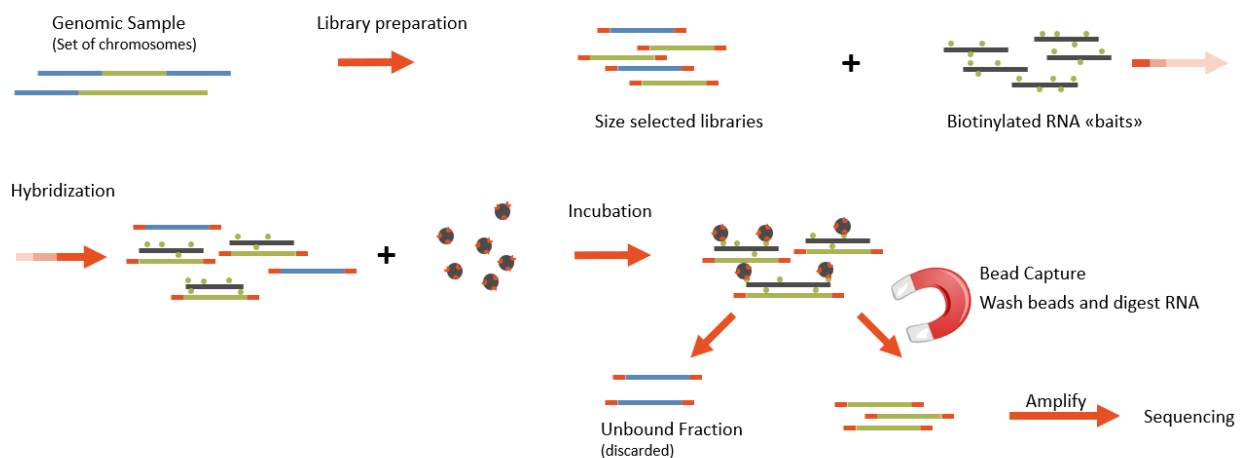 Genomic Sample
(Set of chromosomes)
Library preparation
+
Size selected libraries
Biotinylated RNA «baits»
Hybridization
+
Incubation
Bead Capture
Wash beads and digest RNA
Unbound Fraction
(discarded)
Amplify
Sequencing